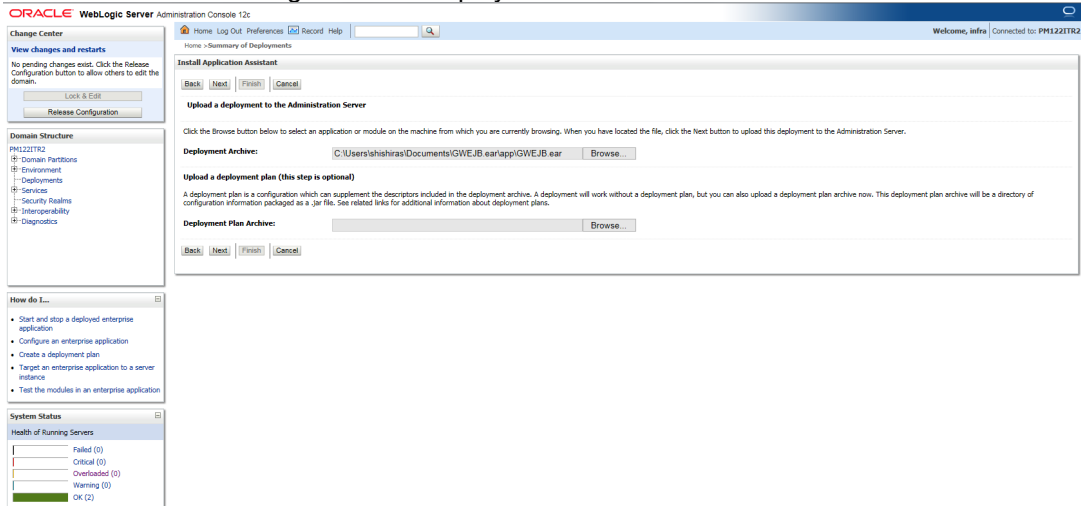 ORACLE WebLogic Server Administration Console 12c
Change Center
View changes and restarts
No pending changes exist. Click the Release
Configuration button to allow others to edit the
domain.
Lock & Edit
Release Configuration
Domain Structure
PM122ITR2
Domain Partitions
Environment
Deployments
Services
Security Realms
Interoperability
Diagnostics
How do I...
Start and stop a deployed enterprise
application
Configure an enterprise application
Create a deployment plan
Target an enterprise application to a server
instance
Test the modules in an enterprise application
System Status
Health of Running Servers
Failed (0)
Critical (0)
Overloaded (0)
Warning (0)
OK (2)
Home Log Out Preferences Record Help
Welcome, infra Connected to: PM122ITR2
Home >Summary of Deployments
Install Application Assistant
Back Next Finish Cancel
Upload a deployment to the Administration Server
Click the Browse button below to select an application or module on the machine from which you are currently browsing. When you have located the file, click the Next button to upload this deployment to the Administration Server.
Deployment Archive: C:\Users\shishiras\Documents\GWEJB.ear\app\GWEJB.ear Browse...
Upload a deployment plan (this step is optional)
A deployment plan is a configuration which can supplement the descriptors included in the deployment archive. A deployment will work without a deployment plan, but you can also upload a deployment plan archive now. This deployment plan archive will be a directory of
configuration information packaged as a .jar file. See related links for additional information about deployment plans.
Deployment Plan Archive: Browse...
Back Next Finish Cancel